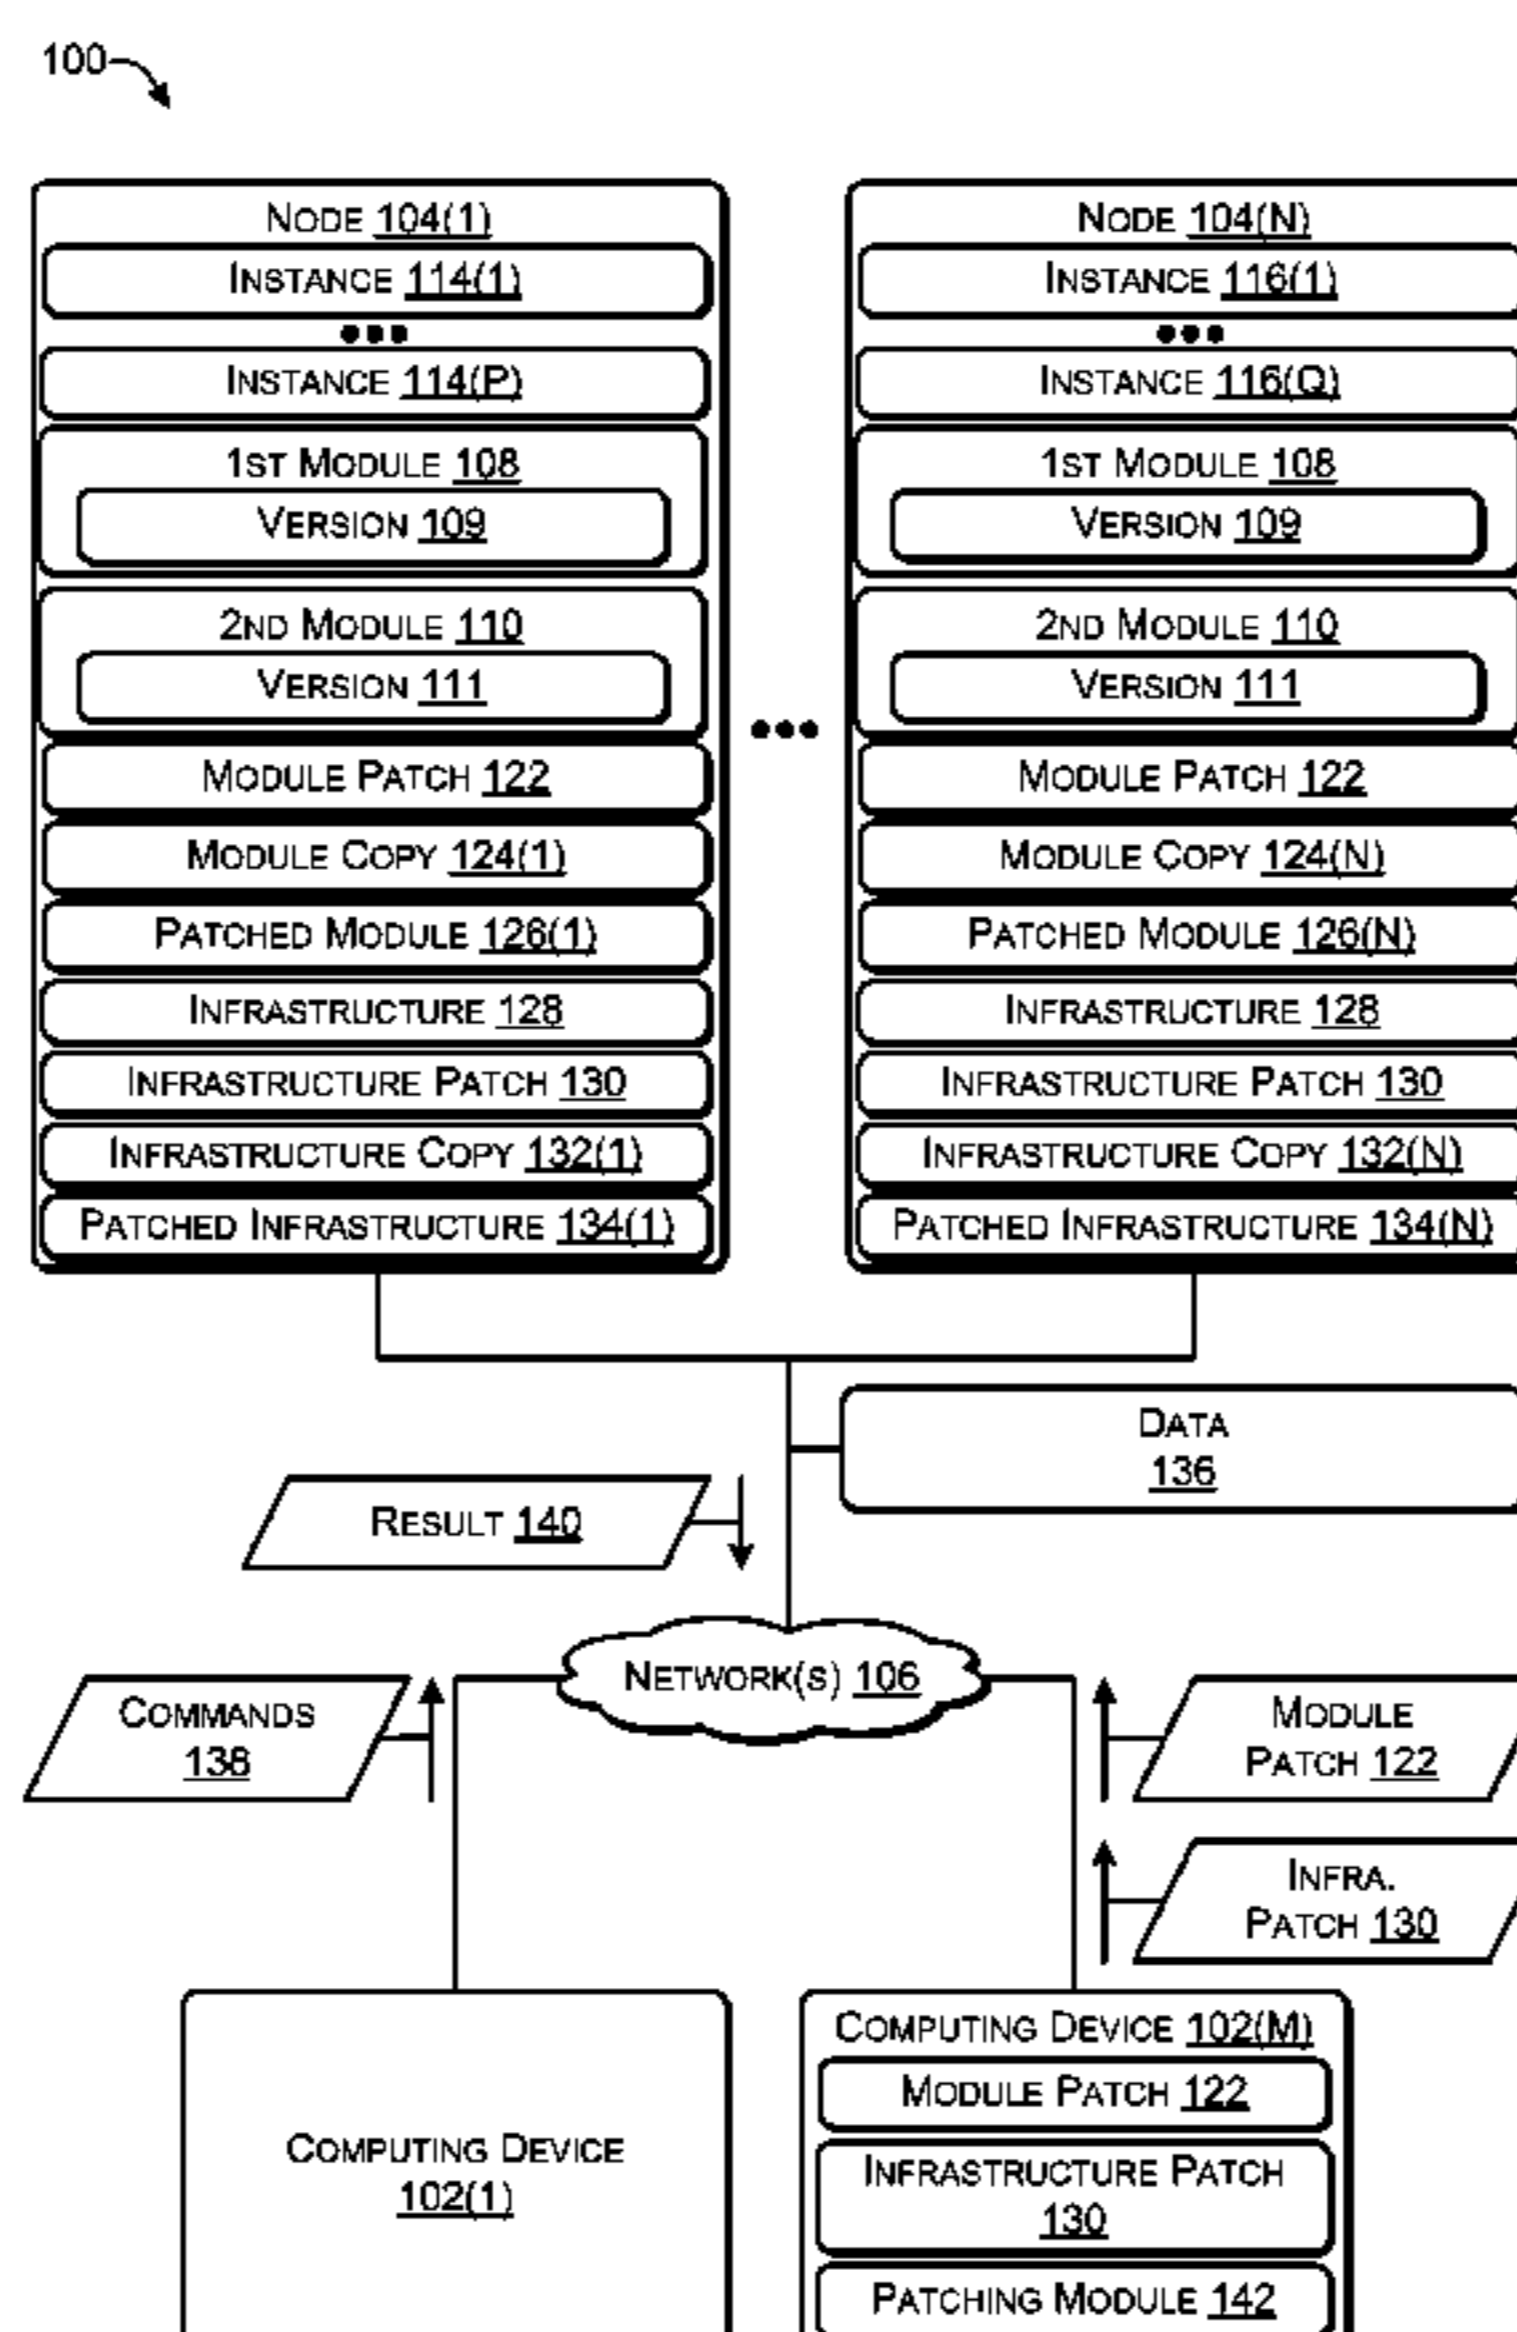 100
NODE 104(1)
INSTANCE 114(1)
•••
INSTANCE 114(P)
1ST MODULE 108
VERSION 109
2ND MODULE 110
VERSION 111
MODULE PATCH 122
MODULE COPY 124(1)
PATCHED MODULE 126(1)
INFRASTRUCTURE 128
INFRASTRUCTURE PATCH 130
INFRASTRUCTURE COPY 132(1)
PATCHED INFRASTRUCTURE 134(1)
•••
NODE 104(N)
INSTANCE 116(1)
•••
INSTANCE 116(Q)
1ST MODULE 108
VERSION 109
2ND MODULE 110
VERSION 111
MODULE PATCH 122
MODULE COPY 124(N)
PATCHED MODULE 126(N)
INFRASTRUCTURE 128
INFRASTRUCTURE PATCH 130
INFRASTRUCTURE COPY 132(N)
PATCHED INFRASTRUCTURE 134(N)
DATA
136
RESULT 140
NETWORK(S) 106
COMMANDS
138
MODULE
PATCH 122
INFRA.
PATCH 130
COMPUTING DEVICE
102(1)
COMPUTING DEVICE 102(M)
MODULE PATCH 122
INFRASTRUCTURE PATCH
130
PATCHING MODULE 142